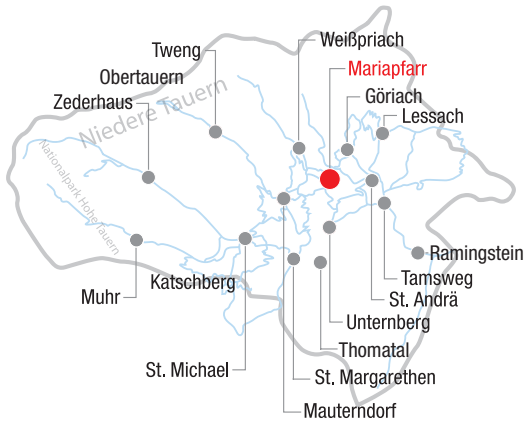 Weißpriach
Tweng
Mariapfarr
Obertauern
Göriach
Zederhaus
Lessach
Niedere Tauern
Nationalpark Hohe Tauern
Ramingstein
Katschberg
Tamsweg
Muhr
St. Andrä
Unternberg
Thomatal
St. Michael
St. Margarethen
Mauterndorf